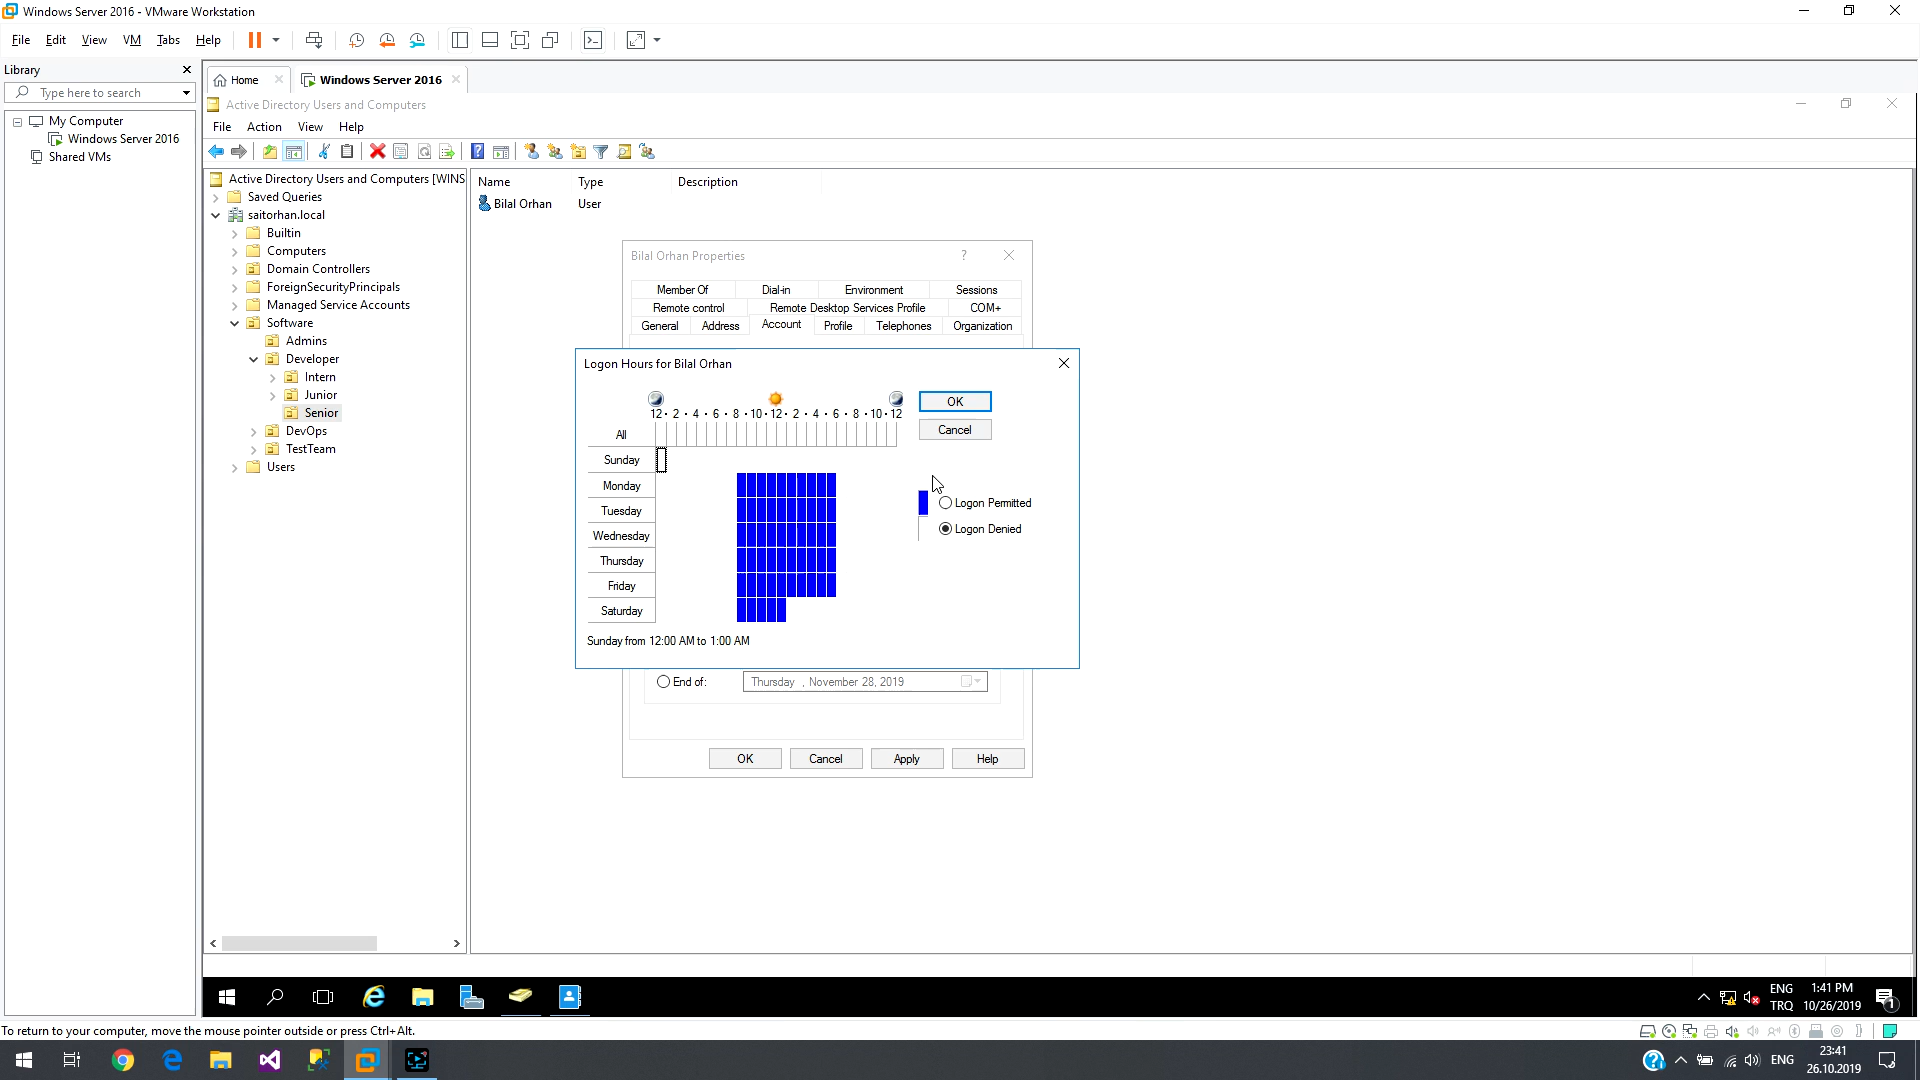 Windows Server 2016 - VMware Workstation
File Edit View VM Tabs Help
Library
Type here to search
My Computer
Windows Server 2016
Shared VMs
Home
Windows Server 2016
Active Directory Users and Computers
File Action View Help
Active Directory Users and Computers [WINS
Saved Queries
saitorhan.local
Builtin
Computers
Domain Controllers
ForeignSecurityPrincipals
Managed Service Accounts
Software
Admins
Developer
Intern
Junior
Senior
DevOps
TestTeam
Users
Name Type Description
Bilal Orhan User
Bilal Orhan Properties
Member Of Dial-in Environment Sessions
Remote control Remote Desktop Services Profile COM+
General Address Account Profile Telephones Organization
Logon Hours for Bilal Orhan
12 • 2 • 4 • 6 • 8 • 10 • 12 • 2 • 4 • 6 • 8 • 10 • 12
All
Sunday
Monday
Tuesday
Wednesday
Thursday
Friday
Saturday
OK
Cancel
Logon Permitted
Logon Denied
Sunday from 12:00 AM to 1:00 AM
End of: Thursday , November 28, 2019
OK Cancel Apply Help
ENG 1:41 PM
TRQ 10/26/2019
1
To return to your computer, move the mouse pointer outside or press Ctrl+Alt.
ENG 23:41
26.10.2019